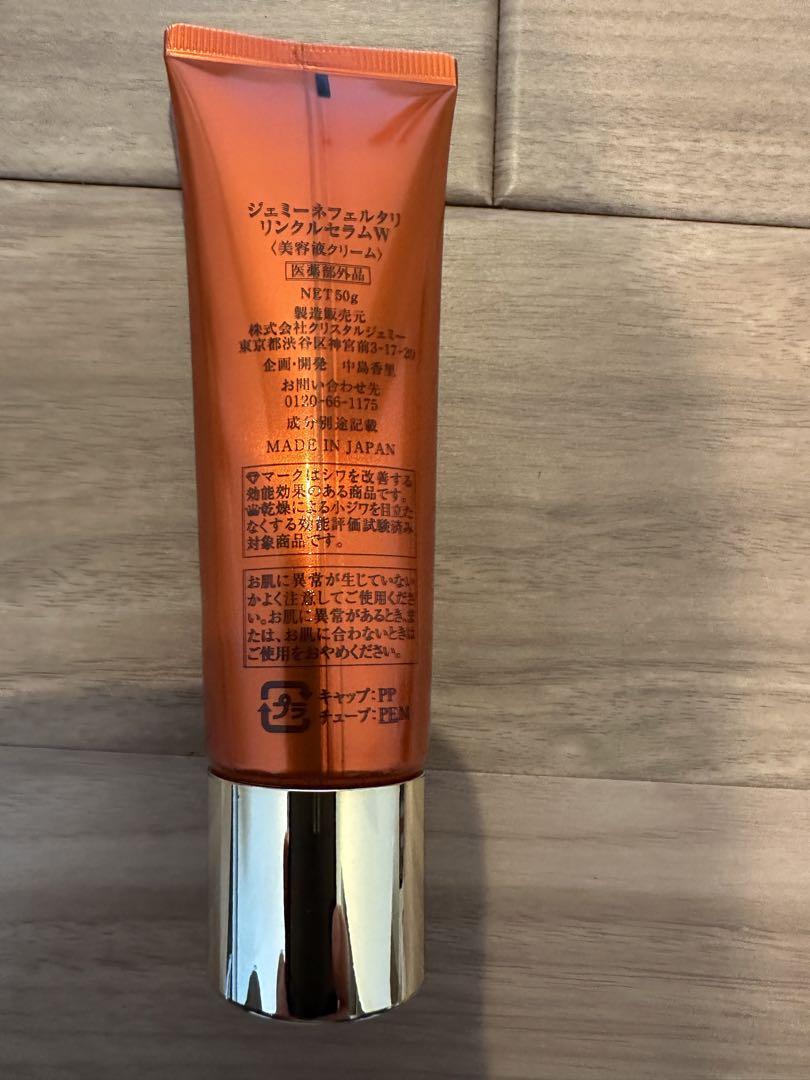 ジェミーネフェルタリ
リンクルセラムW
〈美容液クリーム〉
医薬部外品
NET50g
製造販売元
株式会社クリスタルジェミー
東京都渋谷区神宮前3-17-20
企画・開発 中島香里
お問い合わせ先
0120-66-1175
成分別途記載
MADE IN JAPAN
マークはシワを改善する
効能効果のある商品です。
乾燥による小ジワを目立た
なくする効能評価試験済み
対象商品です。
お肌に異常が生じていない
かよく注意してご使用くださ
い。お肌に異常があるとき、ま
たは、お肌に合わないときは
ご使用をおやめください。
プラ
キャップ:PP
チューブ:PE,M